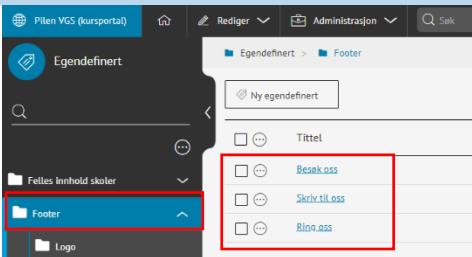 Pilen VGS (kursportal) Rediger Administrasjon Søk
Egendefinert
Egendefinert > Footer
Ny egendefinert
Tittel
Felles innhold skoler
Footer
Logo
Besøk oss
Skriv til oss
Ring oss